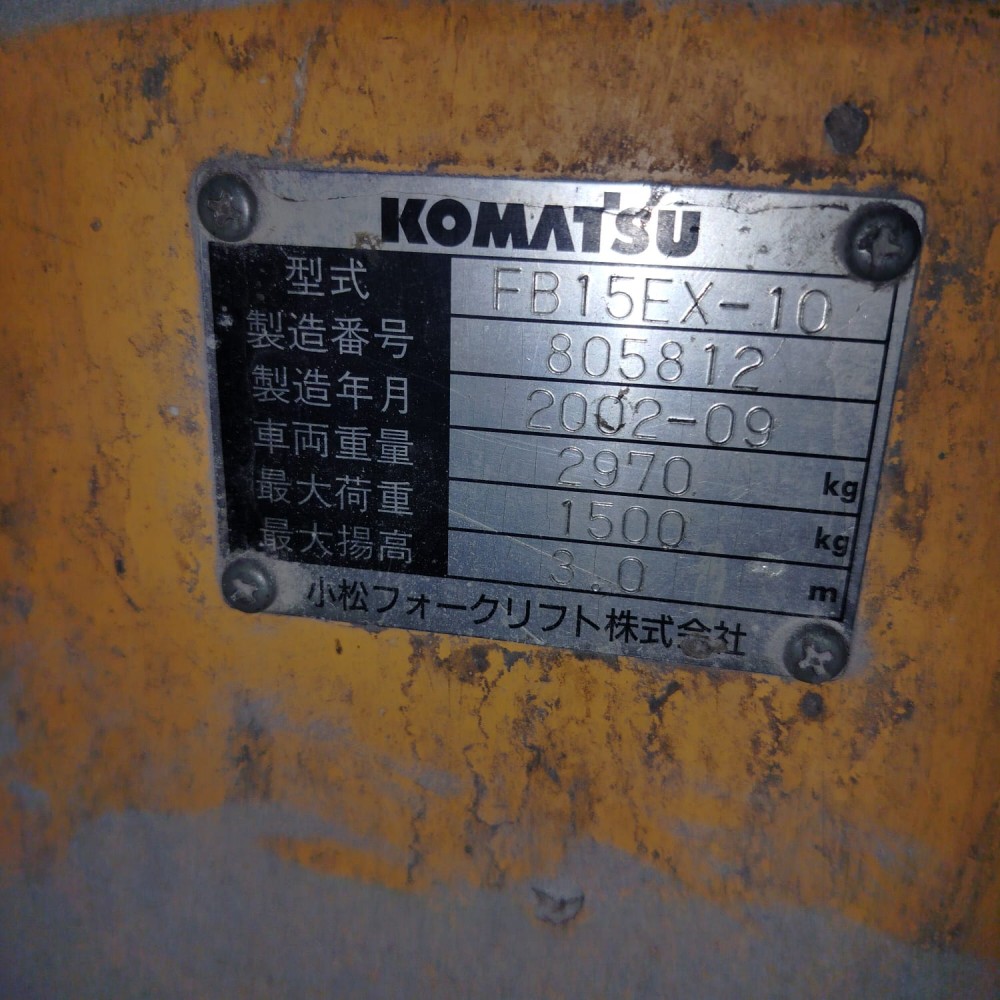 KOMATSU
型式 FB15EX-10
製造番号 805812
製造年月 2002-09
車両重量 2970 kg
最大荷重 1500 kg
最大揚高 3.0 m
小松フォークリフト株式会社